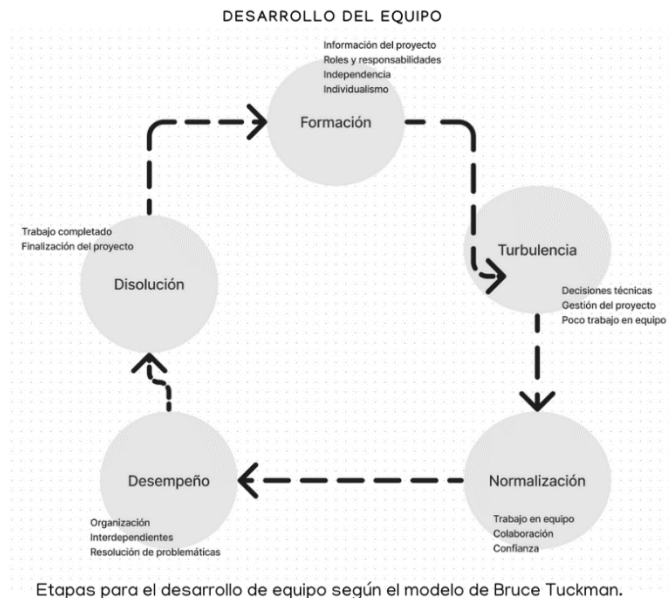 DESARROLLO DEL EQUIPO
Información del proyecto
Roles y responsabilidades
Independencia
Individualismo
Formación
Turbulencia
Decisiones técnicas
Gestión del proyecto
Poco trabajo en equipo
Normalización
Trabajo en equipo
Colaboración
Confianza
Desempeño
Organización
Interdependientes
Resolución de problemáticas
Trabajo completado
Finalización del proyecto
Disolución
Etapas para el desarrollo de equipo según el modelo de Bruce Tuckman.